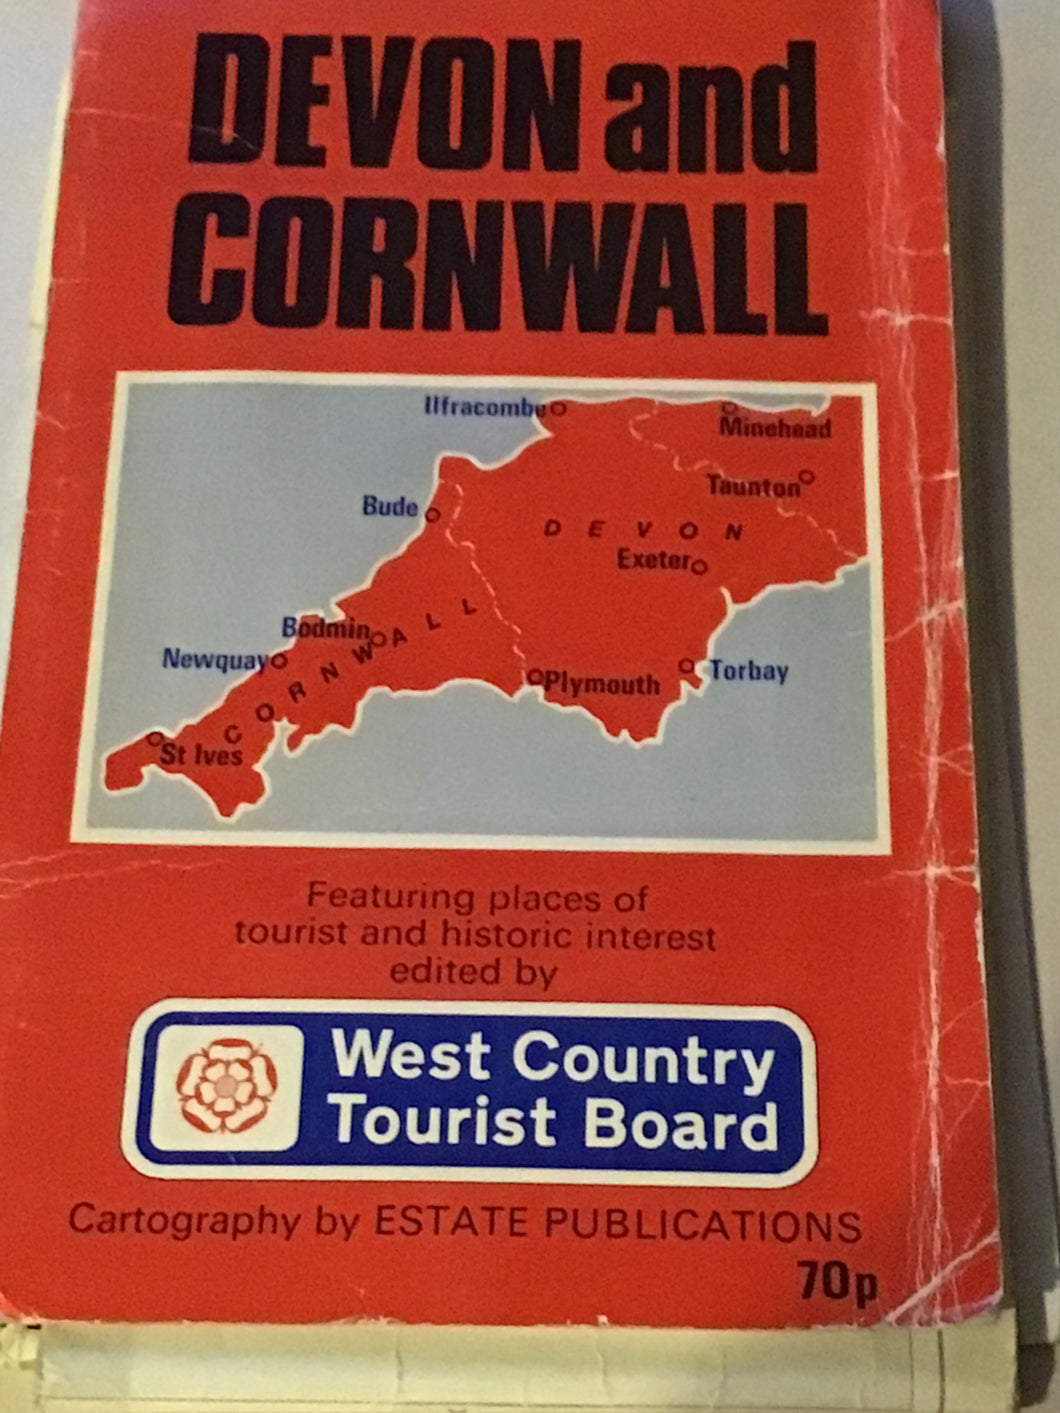 DEVON and
CORNWALL
Ilfracombe
Minehead
Taunton
Bude
DEVON
Exeter
Bodmin
CORNWALL
Newquay
Torbay
Plymouth
St Ives
Featuring places of
tourist and historic interest
edited by
West Country
Tourist Board
Cartography by ESTATE PUBLICATIONS
70p